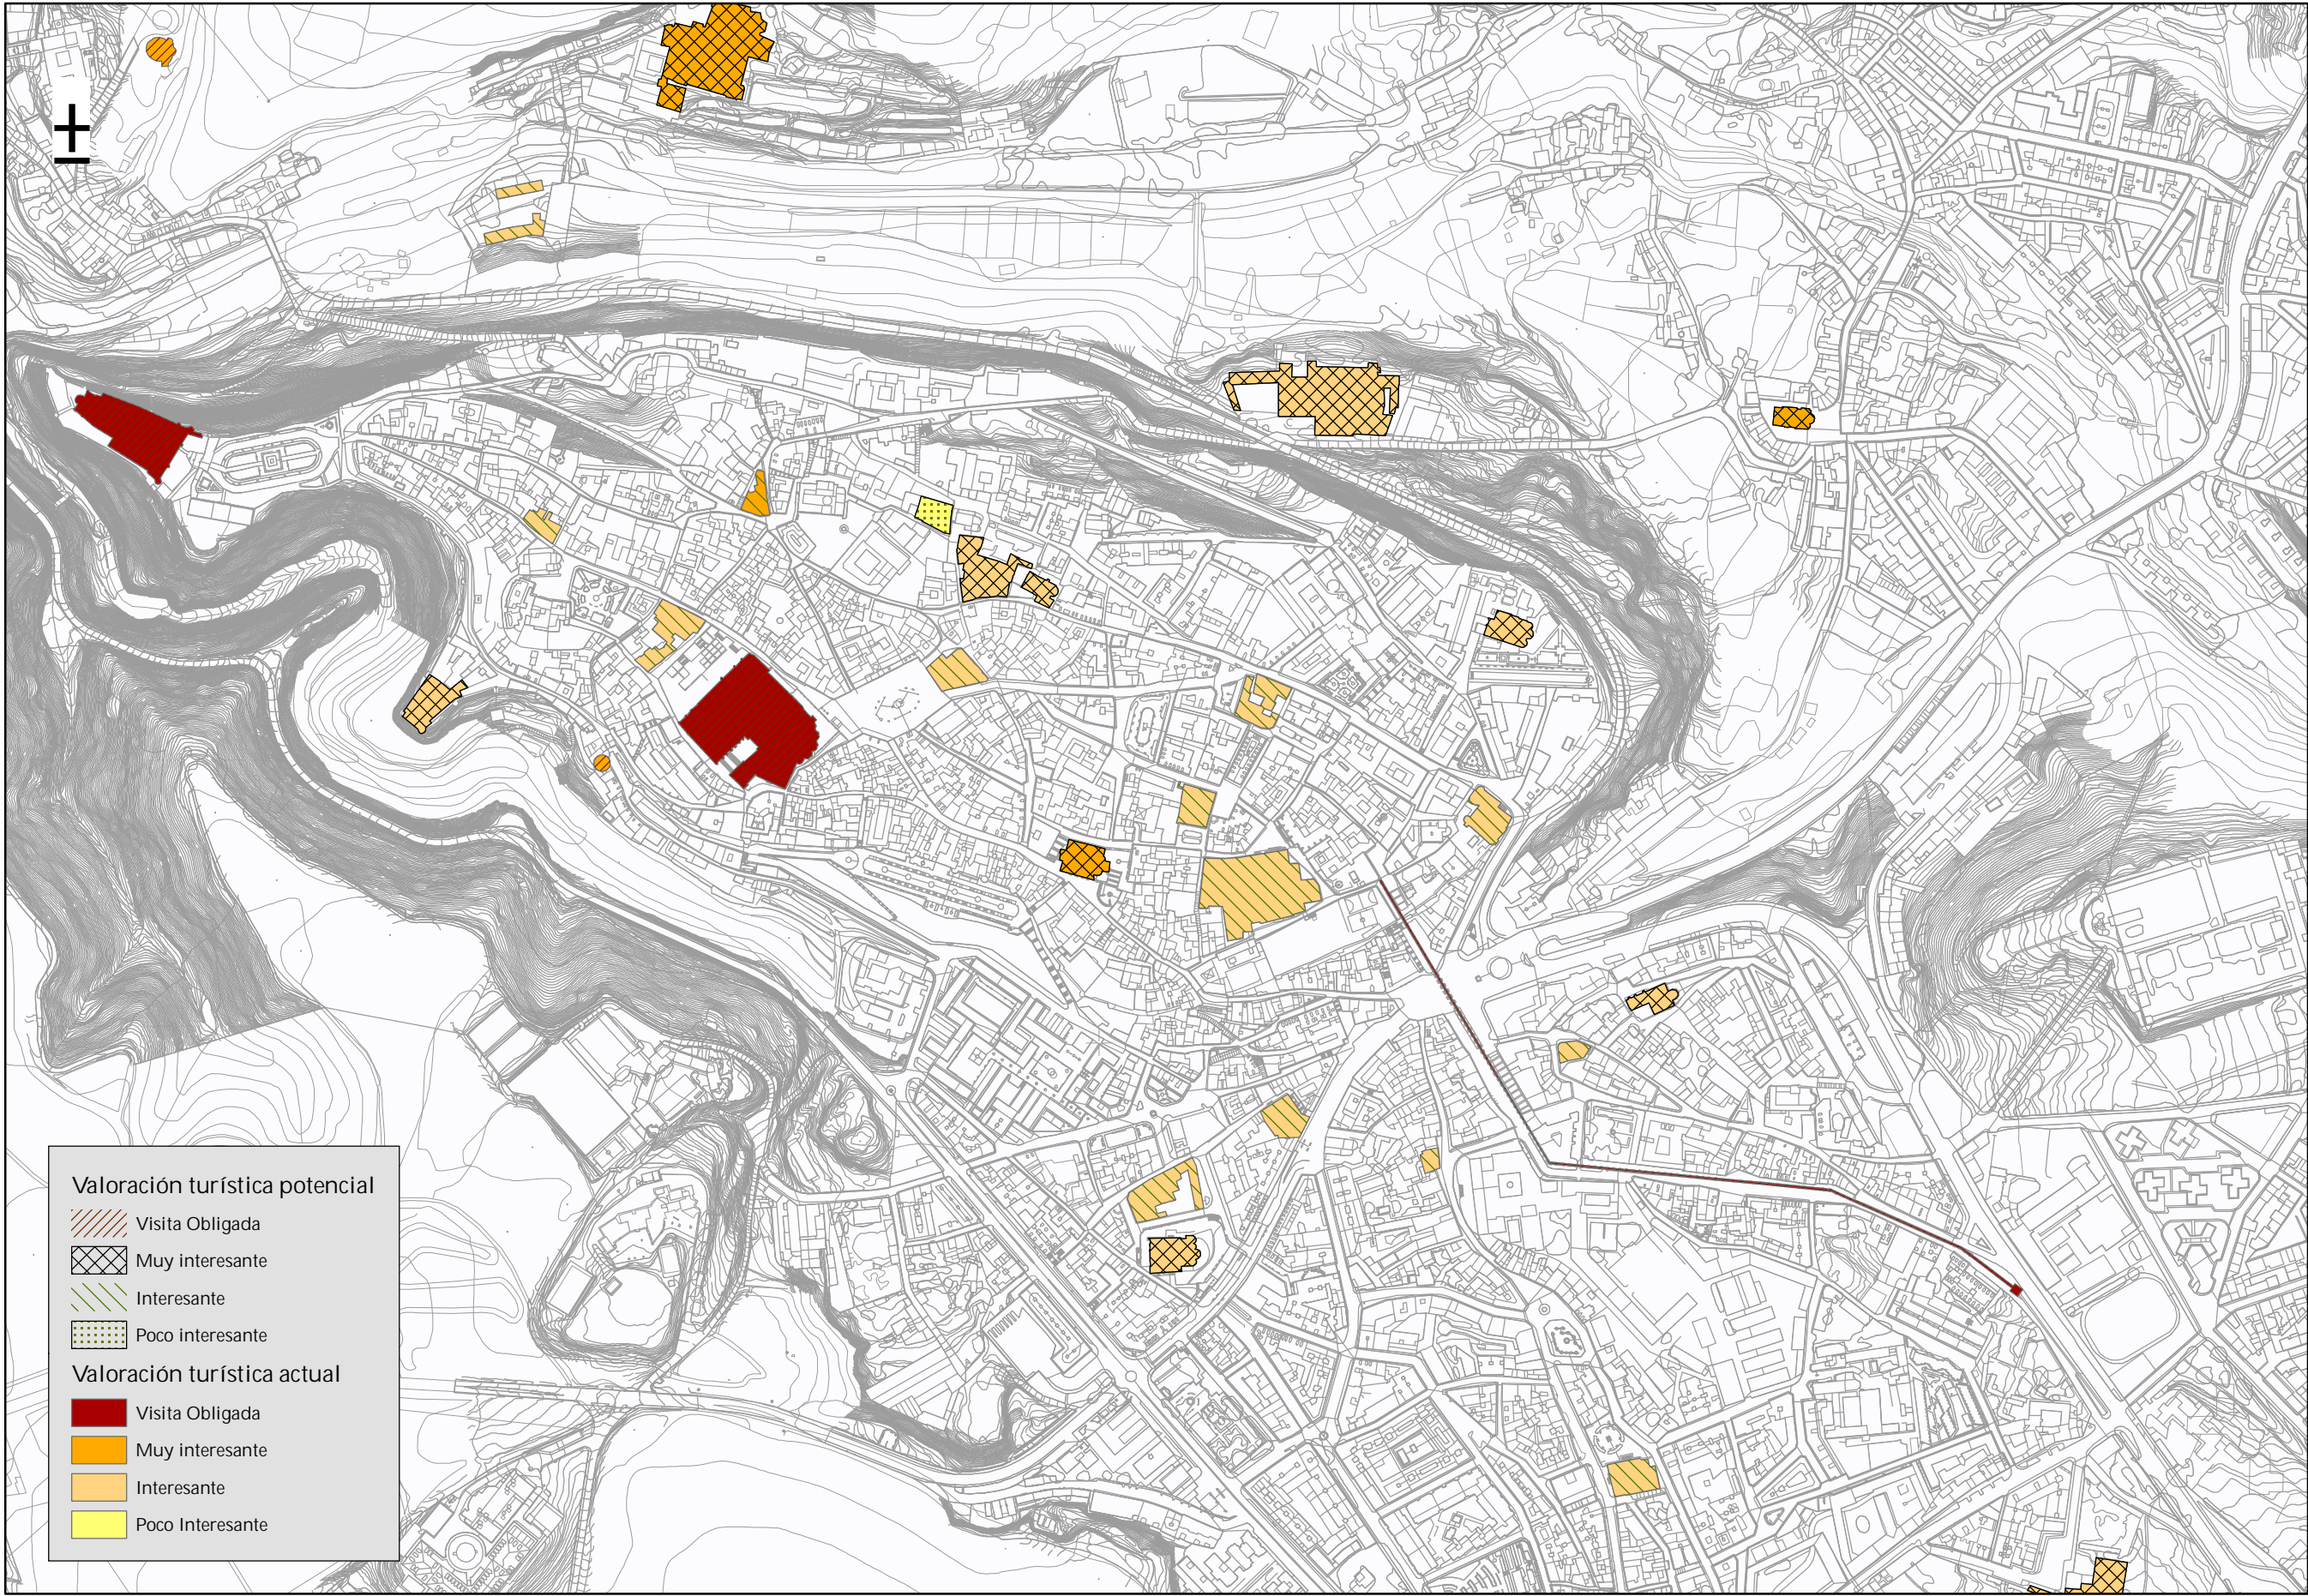 Valoración turística potencial
Visita Obligada
Muy interesante
Interesante
Poco interesante
Valoración turística actual
Visita Obligada
Muy interesante
Interesante
Poco Interesante